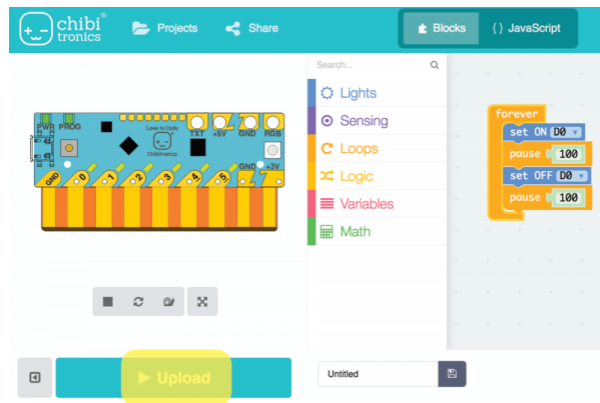 chibi
tronics
Projects
Share
Blocks
{} JavaScript
Search...
Lights
Sensing
Loops
Logic
Variables
Math
forever
set ON D0
pause 100
set OFF D0
pause 100
PWR PROG
Love to Code
Chibitronics
TXT +5V GND RGB
GND +3V
GND 0 1 2 3 4 5
Upload
Untitled